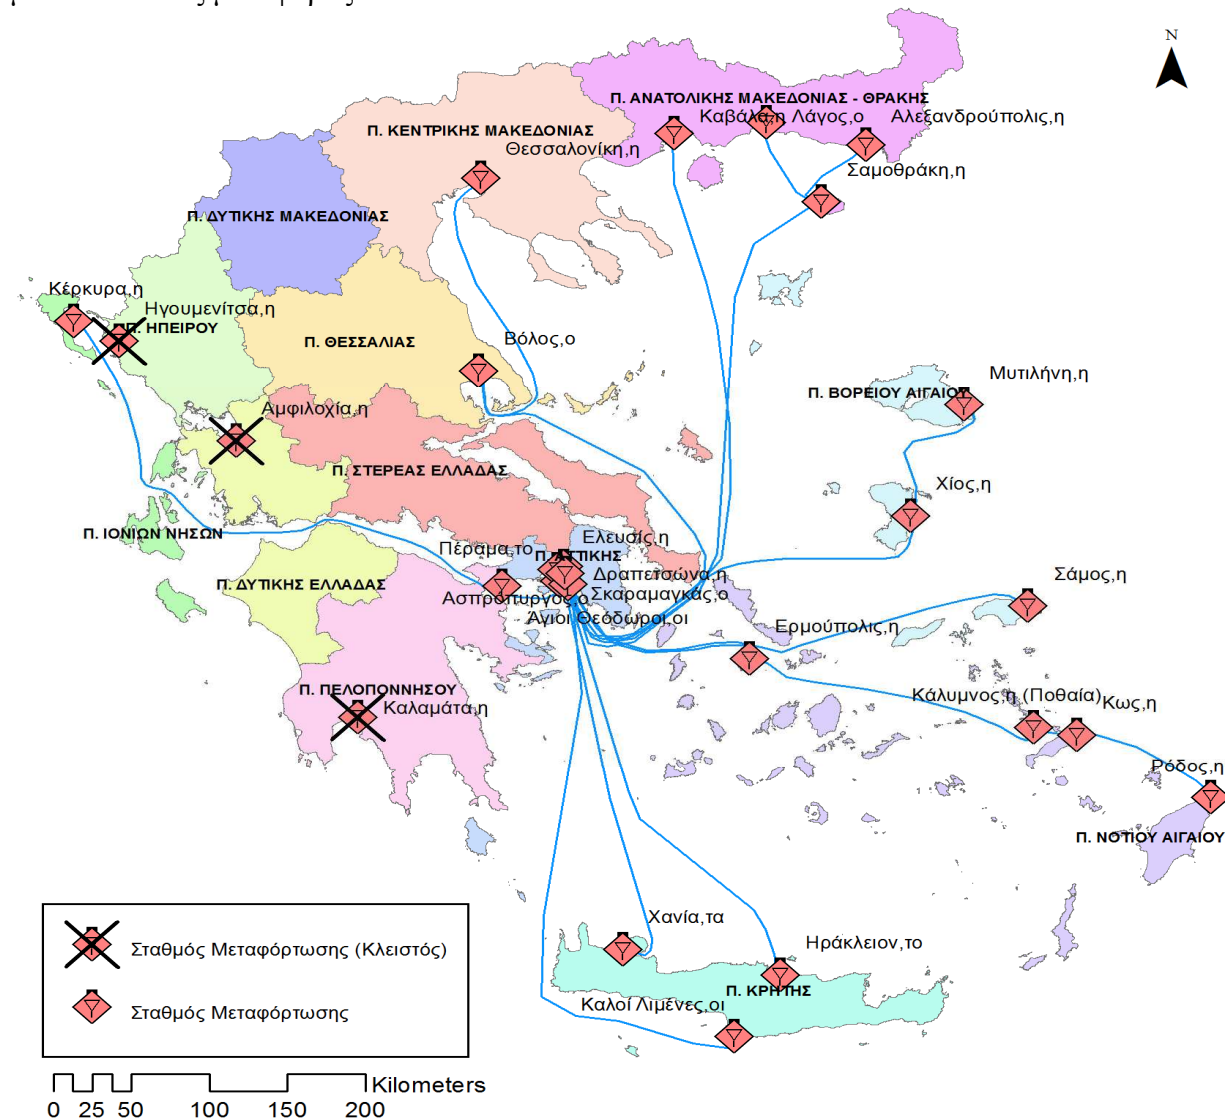 N
Π. ΑΝΑΤΟΛΙΚΗΣ ΜΑΚΕΔΟΝΙΑΣ - ΘΡΑΚΗΣ
Καβάλα,η Λάγος,ο Αλεξανδρούπολις,η
Π. ΚΕΝΤΡΙΚΗΣ ΜΑΚΕΔΟΝΙΑΣ
Θεσσαλονίκη,η
Σαμοθράκη,η
Π. ΔΥΤΙΚΗΣ ΜΑΚΕΔΟΝΙΑΣ
Κέρκυρα,η
Ηγουμενίτσα,η
Π. ΗΠΕΙΡΟΥ
Βόλος,ο
Π. ΘΕΣΣΑΛΙΑΣ
Μυτιλήνη,η
Π. ΒΟΡΕΙΟΥ ΑΙΓΑΙΟΥ
Αμφιλοχία,η
Π. ΣΤΕΡΕΑΣ ΕΛΛΑΔΑΣ
Χίος,η
Π. ΙΟΝΙΩΝ ΝΗΣΩΝ
Ελευσίς,η
Πέραμα,το
Π. ΑΤΤΙΚΗΣ
Δραπετσώνα,η
Σάμος,η
Π. ΔΥΤΙΚΗΣ ΕΛΛΑΔΑΣ
Ασπρόπυργος,ο
Σκαραμαγκάς,ο
Άγιοι Θεόδωροι,οι
Ερμούπολις,η
Π. ΠΕΛΟΠΟΝΝΗΣΟΥ
Καλαμάτα,η
Κάλυμνος,η (Ποθαία)
Κως,η
Ρόδος,η
Π. ΝΟΤΙΟΥ ΑΙΓΑΙΟΥ
Χανία,τα
Ηράκλειον,το
Π. ΚΡΗΤΗΣ
Καλοί Λιμένες,οι
Σταθμός Μεταφόρτωσης (Κλειστός)
Σταθμός Μεταφόρτωσης
Kilometers
0 25 50 100 150 200